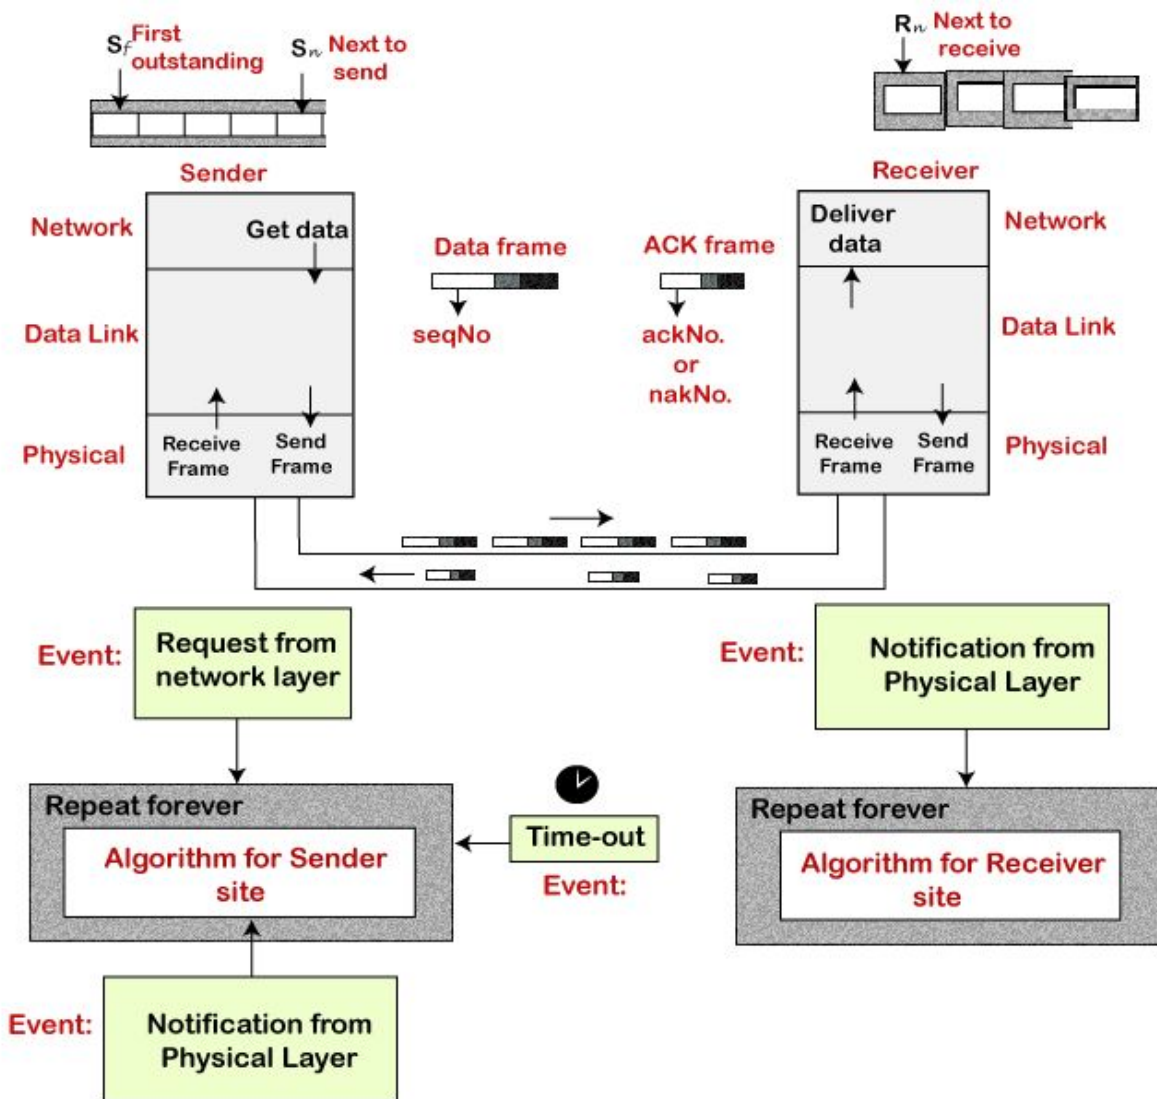 Sf First
outstanding
Sn Next to
send
Rn Next to
receive
Sender
Receiver
Network
Get data
Data frame
ACK frame
Deliver
data
Network
Data Link
seqNo
ackNo.
or
nakNo.
Data Link
Physical
Receive
Frame
Send
Frame
Receive
Frame
Send
Frame
Physical
Event:
Request from
network layer
Event:
Notification from
Physical Layer
Repeat forever
Algorithm for Sender
site
Time-out
Event:
Repeat forever
Algorithm for Receiver
site
Event:
Notification from
Physical Layer